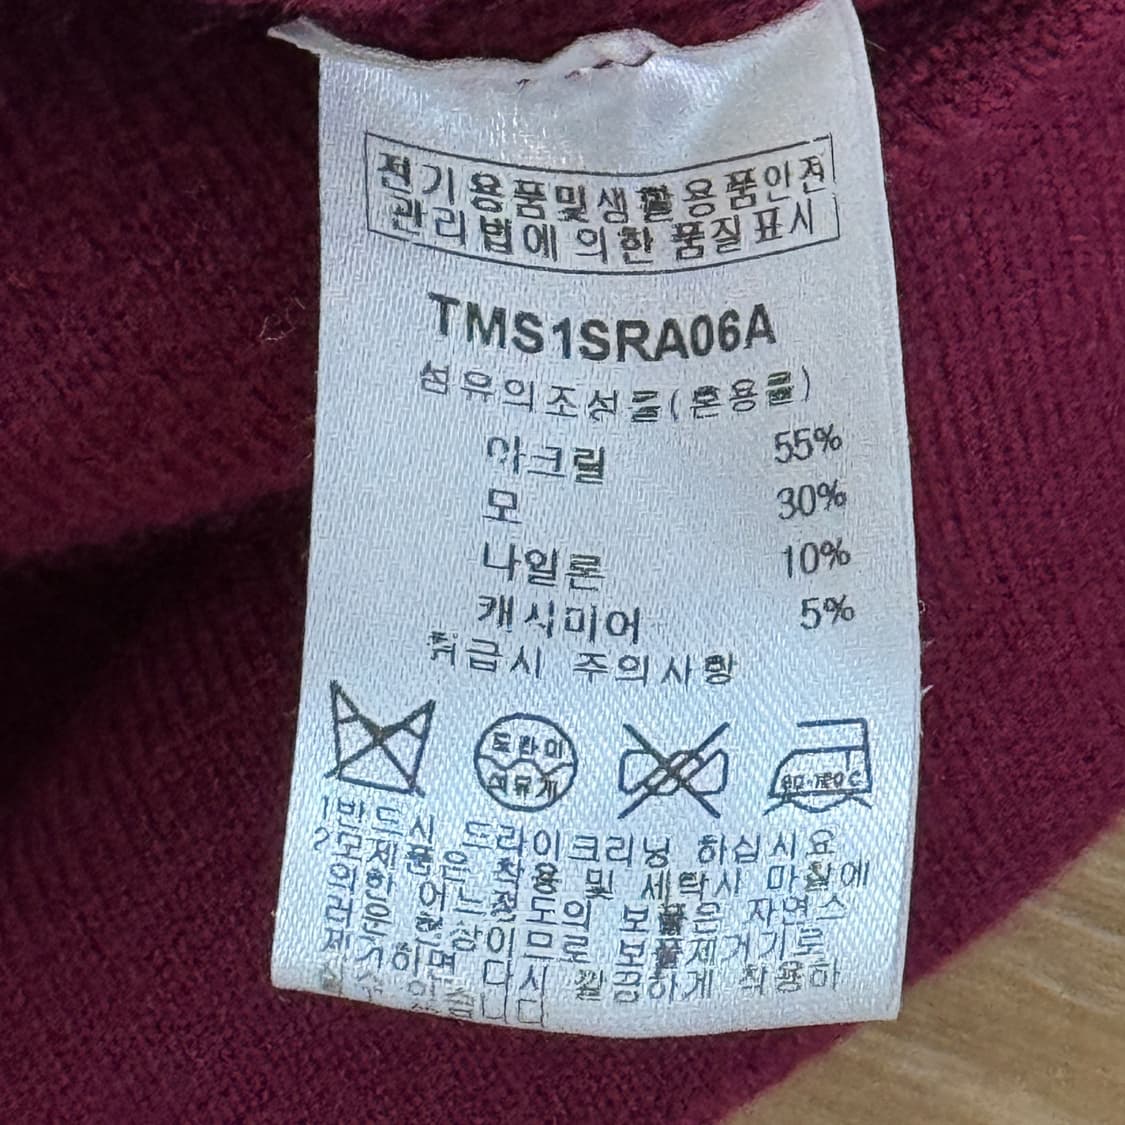 전기용품및생활용품안전
관리법에 의한 품질표시
TMS1SRA06A
섬유의조성률(혼용률)
아크릴 55%
모 30%
나일론 10%
캐시미어 5%
취급시 주의사항
드라이
석유계
80-120C
1반드시 드라이크리닝 하십시요
2모제품은 착용 및 세탁시 마찰에
의하여 어느정도의 보풀은 자연스
러운 현상이므로 보풀제거기로
제거하면 다시 깔끔하게 착용하
실수 있습니다